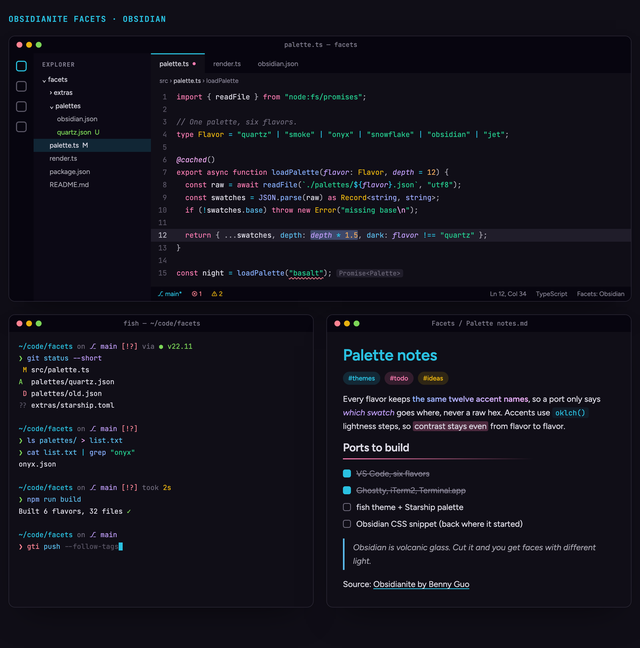 OBSIDIANITE FACETS · OBSIDIAN
palette.ts — facets
EXPLORER
facets
extras
palettes
obsidian.json
quartz.json U
palette.ts M
render.ts
package.json
README.md
palette.ts render.ts obsidian.json
src › palette.ts › loadPalette
1 import { readFile } from "node:fs/promises";
2
3 // One palette, six flavors.
4 type Flavor = "quartz" | "smoke" | "onyx" | "snowflake" | "obsidian" | "jet";
5
6 @cached()
7 export async function loadPalette(flavor: Flavor, depth = 12) {
8 const raw = await readFile(`./palettes/${flavor}.json`, "utf8");
9 const swatches = JSON.parse(raw) as Record<string, string>;
10 if (!swatches.base) throw new Error("missing base\n");
11
12 return { ...swatches, depth: depth * 1.5, dark: flavor !== "quartz" };
13 }
14
15 const night = loadPalette("basalt"); Promise<Palette>
main* 1 2 Ln 12, Col 34 TypeScript Facets: Obsidian
fish — ~/code/facets
~/code/facets on ⎇ main [!?] via ● v22.11
❯ git status --short
M src/palette.ts
A palettes/quartz.json
D palettes/old.json
?? extras/starship.toml
~/code/facets on ⎇ main [!?]
❯ ls palettes/ > list.txt
❯ cat list.txt | grep "onyx"
onyx.json
~/code/facets on ⎇ main [!?] took 2s
❯ npm run build
Built 6 flavors, 32 files ✓
~/code/facets on ⎇ main
❯ gti push --follow-tags
Facets / Palette notes.md
Palette notes
#themes #todo #ideas
Every flavor keeps the same twelve accent names, so a port only says
which swatch goes where, never a raw hex. Accents use oklch()
lightness steps, so contrast stays even from flavor to flavor.
Ports to build
VS Code, six flavors
Ghostty, iTerm2, Terminal.app
fish theme + Starship palette
Obsidian CSS snippet (back where it started)
Obsidian is volcanic glass. Cut it and you get faces with different
light.
Source: Obsidianite by Benny Guo